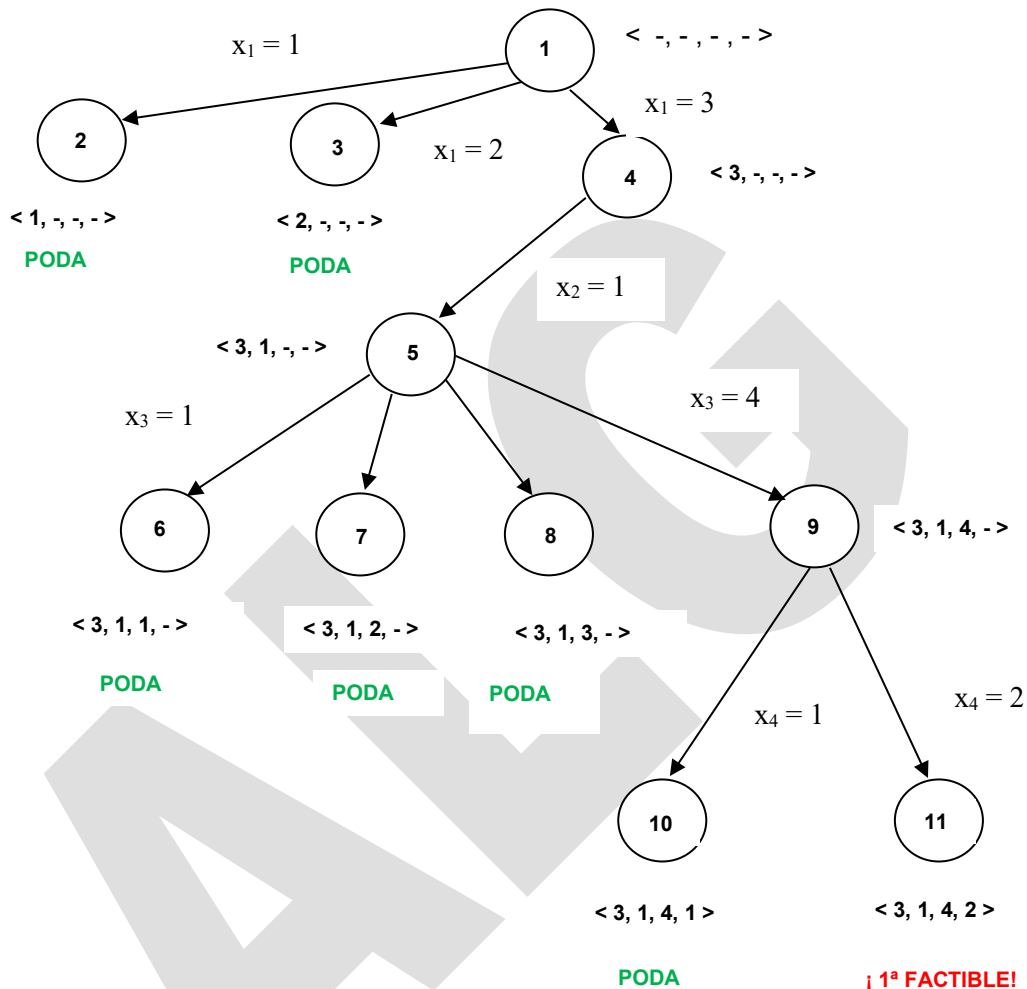 x₁ = 1
1
< -, - , - , - >
x₁ = 3
2
3
x₁ = 2
4
< 3, -, -, - >
< 1, -, -, - >
< 2, -, -, - >
PODA
PODA
x₂ = 1
< 3, 1, -, - >
5
x₃ = 1
x₃ = 4
6
7
8
9
< 3, 1, 4, - >
< 3, 1, 1, - >
< 3, 1, 2, - >
< 3, 1, 3, - >
PODA
PODA
PODA
x₄ = 1
x₄ = 2
10
11
< 3, 1, 4, 1 >
< 3, 1, 4, 2 >
PODA
¡ 1ª FACTIBLE!